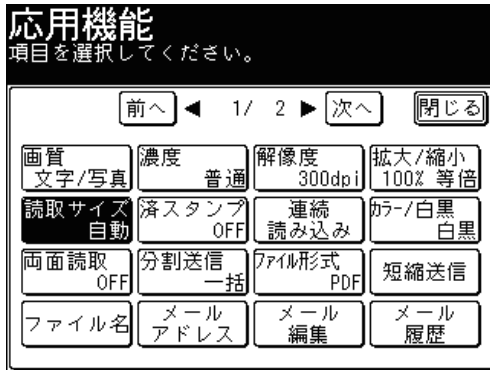 応用機能
項目を選択してください。
前へ ◀ 1/ 2 ▶ 次へ 閉じる
画質 濃度 解像度 拡大/縮小
文字/写真 普通 300dpi 100% 等倍
読取サイズ 済スタンプ 連続 カラー/白黒
自動 OFF 読み込み 白黒
両面読取 分割送信 ファイル形式 短縮送信
OFF 一括 PDF
ファイル名 メール メール メール
アドレス 編集 履歴